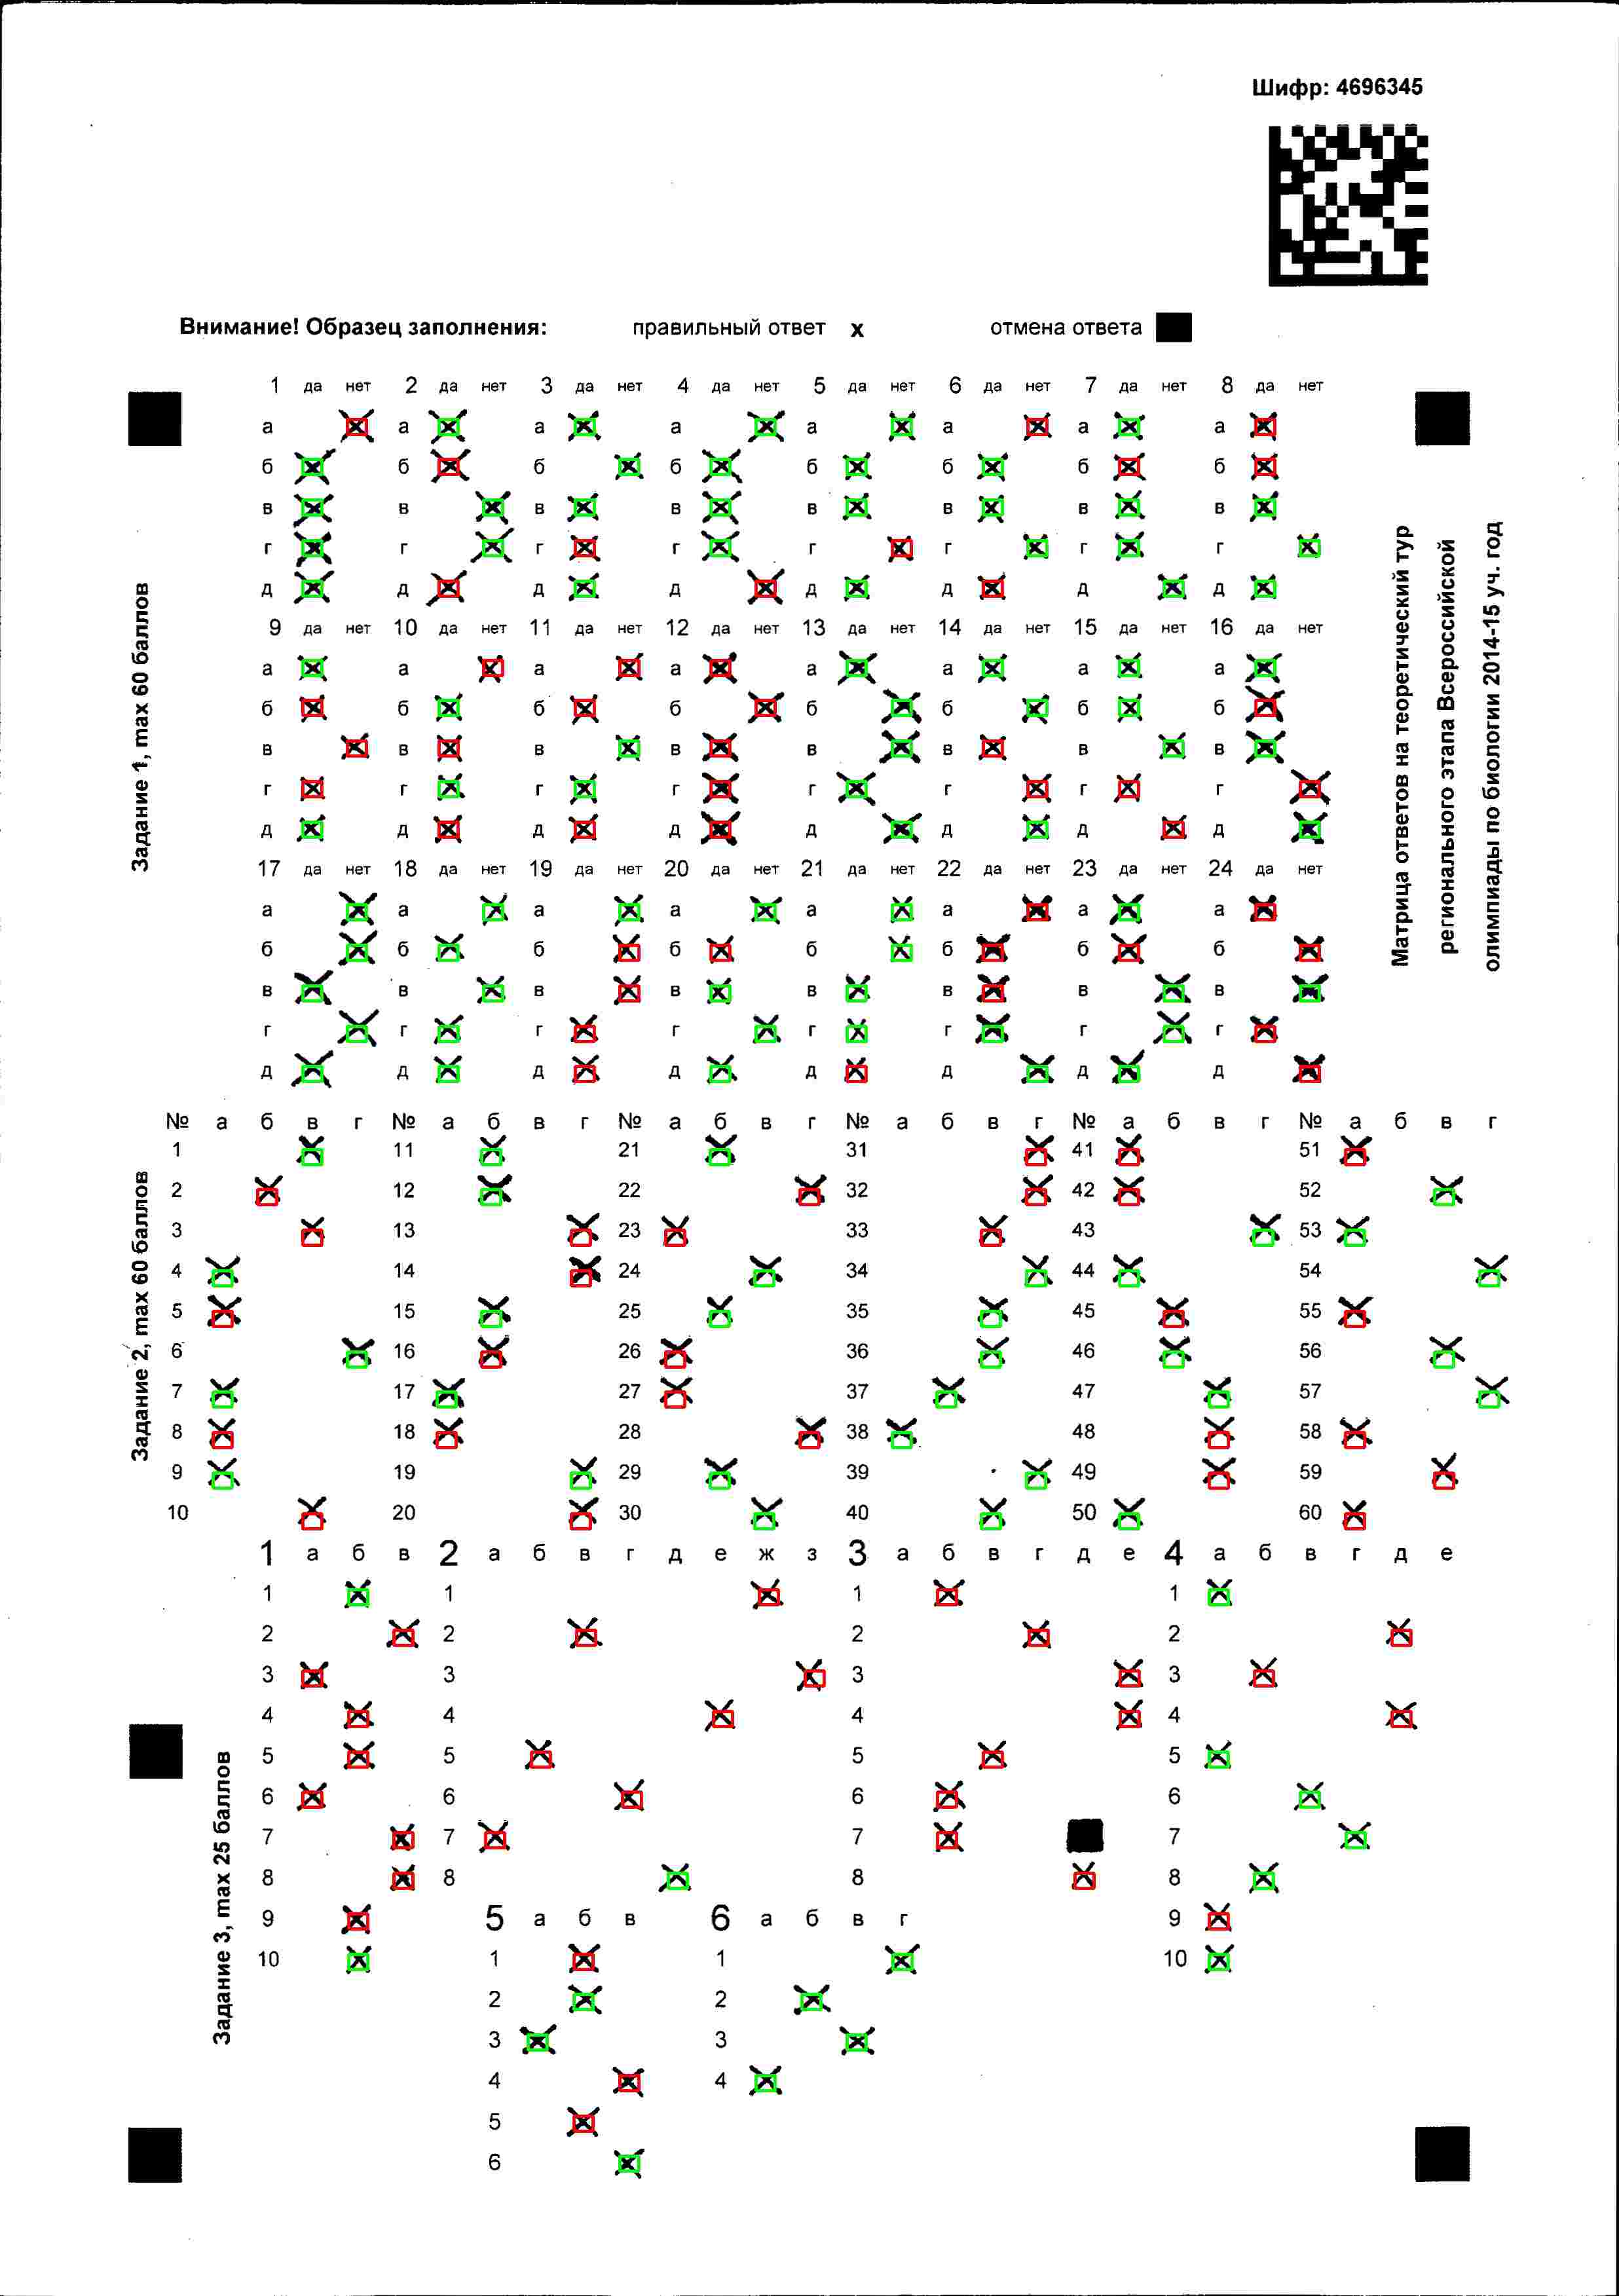 Шифр: 4696345
Внимание! Образец заполнения: правильный ответ х отмена ответа
1 да нет 2 да нет 3 да нет 4 да нет 5 да нет 6 да нет 7 да нет 8 да нет
а а а а а а а а
б б б б б б б б
в в в в в в в в
г г г г г г г г
д д д д д д д д
9 да нет 10 да нет 11 да нет 12 да нет 13 да нет 14 да нет 15 да нет 16 да нет
а а а а а а а а
б б б б б б б б
в в в в в в в в
г г г г г г г г
д д д д д д д д
17 да нет 18 да нет 19 да нет 20 да нет 21 да нет 22 да нет 23 да нет 24 да нет
а а а а а а а а
б б б б б б б б
в в в в в в в в
г г г г г г г г
д д д д д д д д
Задание 1, max 60 баллов
Матрица ответов на теоретический тур
регионального этапа Всероссийской
олимпиады по биологии 2014-15 уч. год
№ а б в г № а б в г № а б в г № а б в г № а б в г № а б в г
1 11 21 31 41 51
2 12 22 32 42 52
3 13 23 33 43 53
4 14 24 34 44 54
5 15 25 35 45 55
6 16 26 36 46 56
7 17 27 37 47 57
8 18 28 38 48 58
9 19 29 39 49 59
10 20 30 40 50 60
Задание 2, max 60 баллов
1 а б в 2 а б в г д е ж з 3 а б в г д е 4 а б в г д е
1 1 1 1
2 2 2 2
3 3 3 3
4 4 4 4
5 5 5 5
6 6 6 6
7 7 7 7
8 8 8 8
9 5 а б в 6 а б в г 9
10 1 1 10
2 2
3 3
4 4
5
6
Задание 3, max 25 баллов